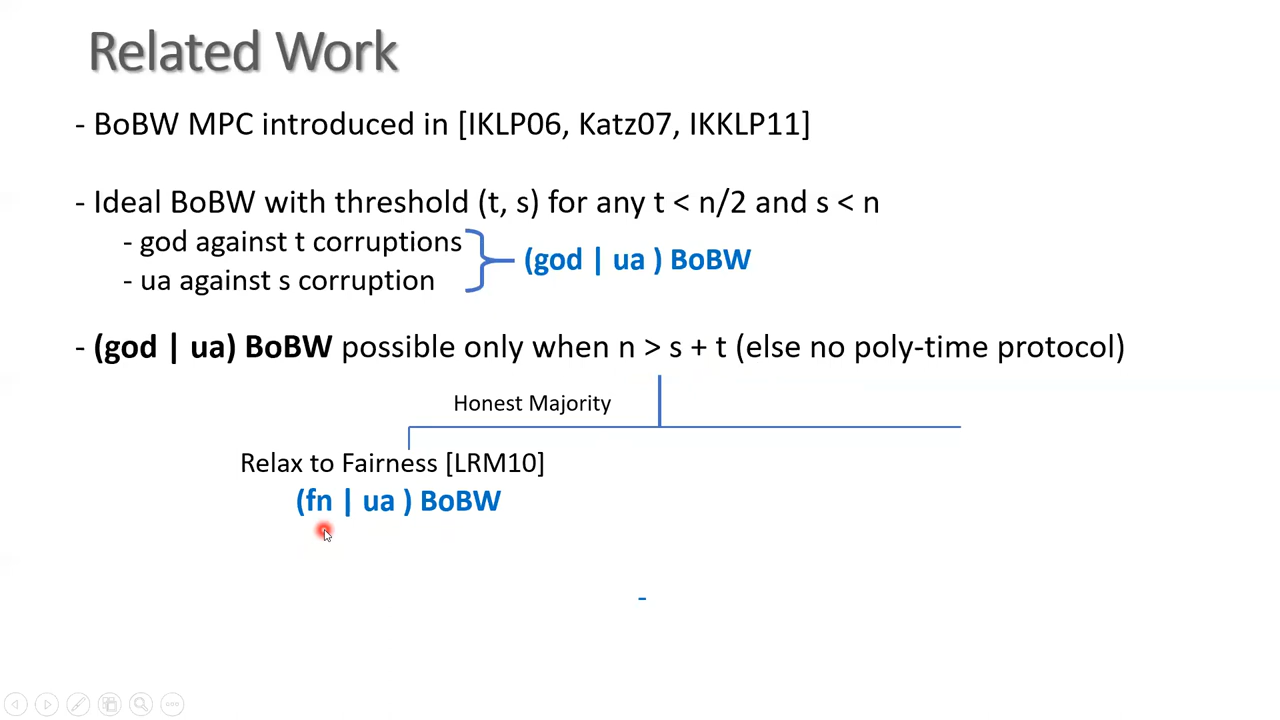 Related Work
- BoBW MPC introduced in [IKLP06, Katz07, IKKLP11]
- Ideal BoBW with threshold (t, s) for any t < n/2 and s < n
- god against t corruptions
- ua against s corruption
(god | ua ) BoBW
- (god | ua) BoBW possible only when n > s + t (else no poly-time protocol)
Honest Majority
Relax to Fairness [LRM10]
(fn | ua ) BoBW
-